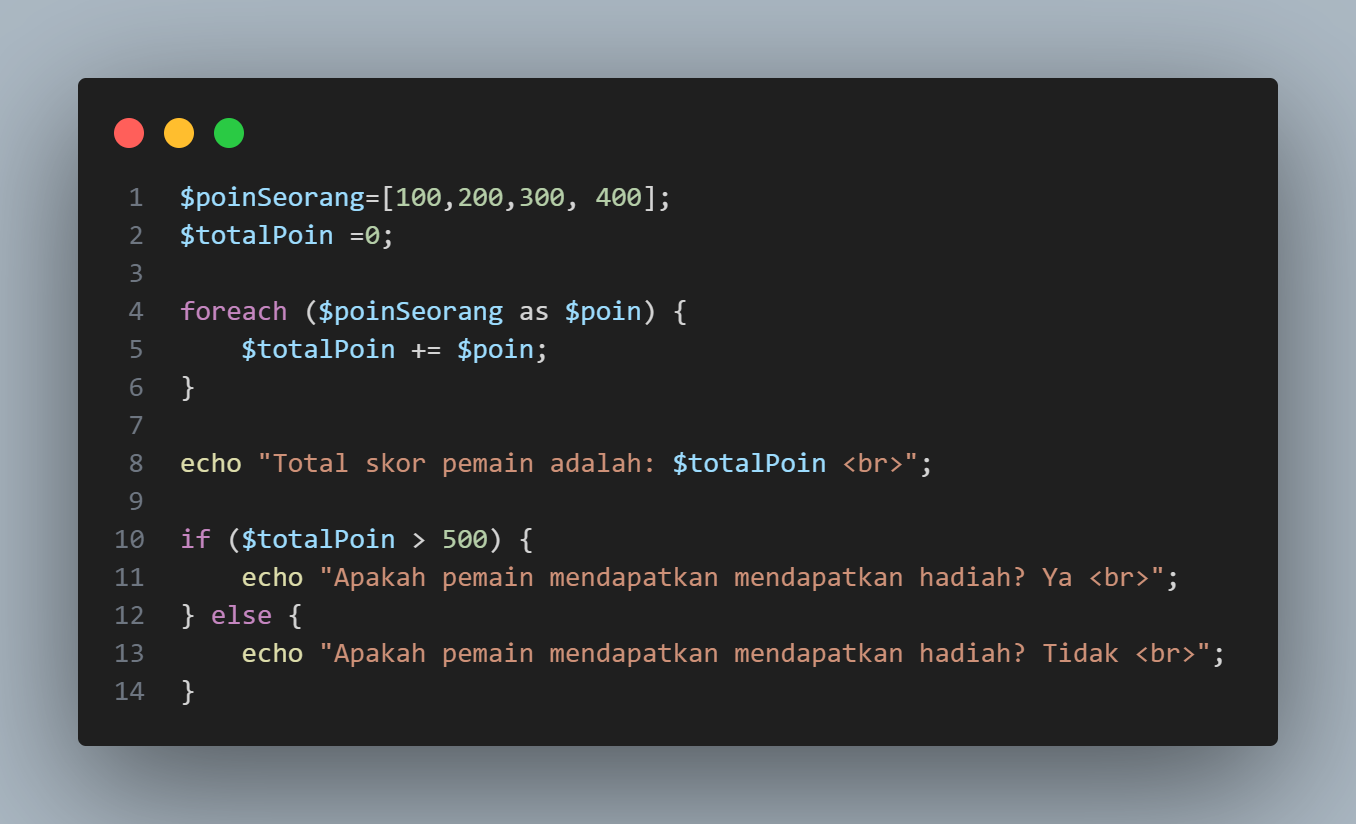 1 $poinSeorang=[100,200,300, 400];
2 $totalPoin =0;
3
4 foreach ($poinSeorang as $poin) {
5     $totalPoin += $poin;
6 }
7
8 echo "Total skor pemain adalah: $totalPoin <br>";
9
10 if ($totalPoin > 500) {
11     echo "Apakah pemain mendapatkan mendapatkan hadiah? Ya <br>";
12 } else {
13     echo "Apakah pemain mendapatkan mendapatkan hadiah? Tidak <br>";
14 }